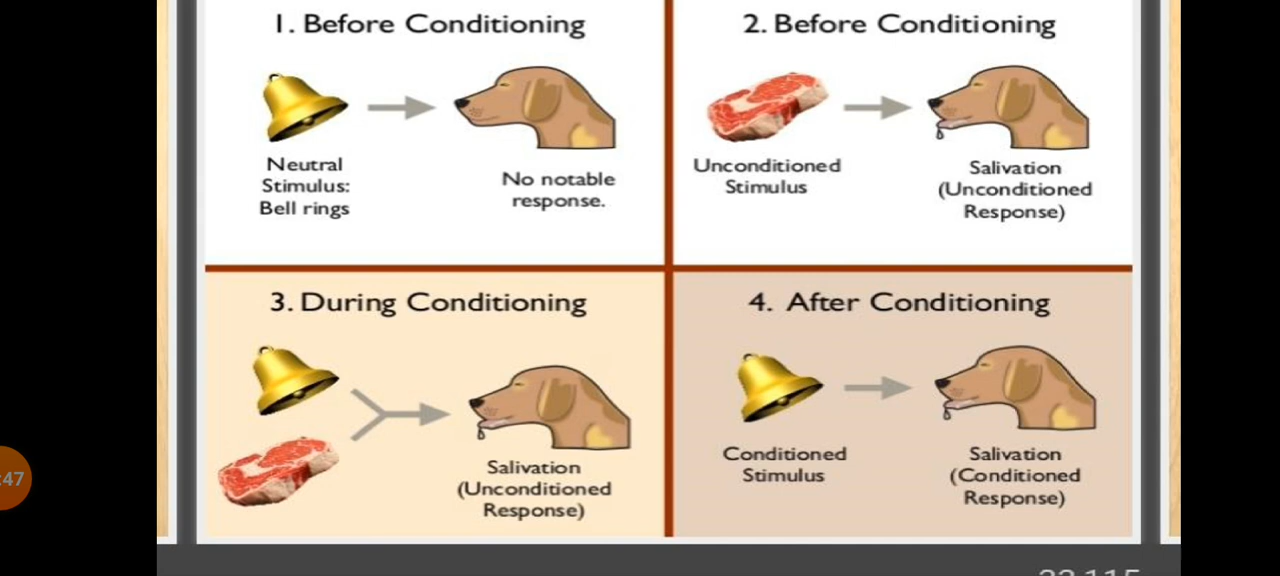 1. Before Conditioning
Neutral
Stimulus:
Bell rings
No notable
response.
2. Before Conditioning
Unconditioned
Stimulus
Salivation
(Unconditioned
Response)
3. During Conditioning
Salivation
(Unconditioned
Response)
4. After Conditioning
Conditioned
Stimulus
Salivation
(Conditioned
Response)
:47